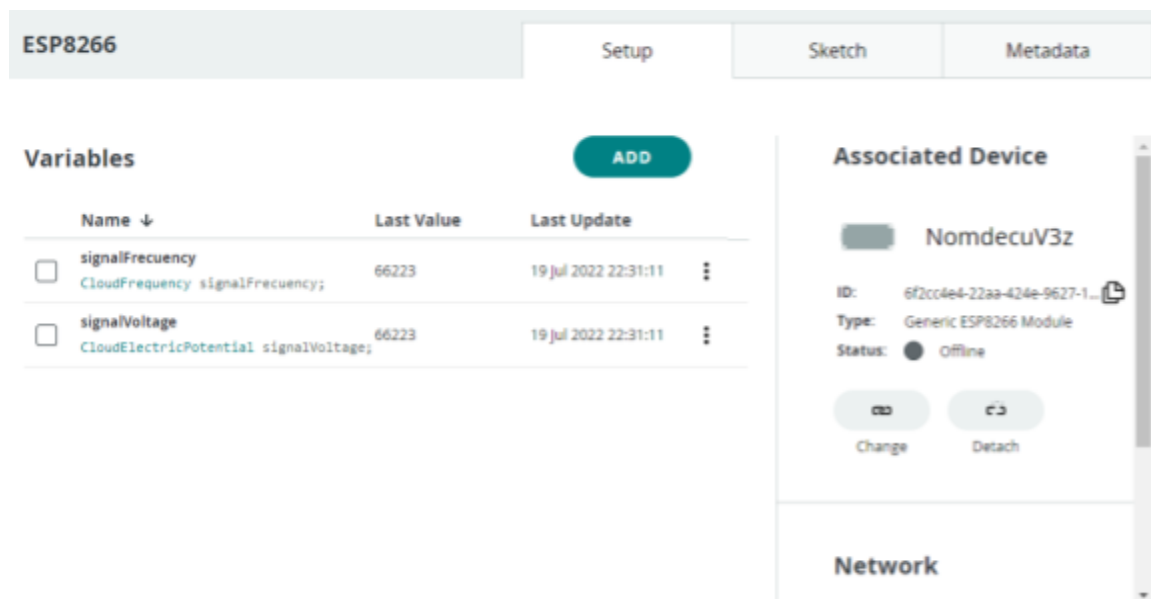 ESP8266
Setup
Sketch
Metadata
Variables
ADD
Name Last Value Last Update
signalFrecuency
CloudFrequency signalFrecuency;
66223
19 Jul 2022 22:31:11
signalVoltage
CloudElectricPotential signalVoltage;
66223
19 Jul 2022 22:31:11
Associated Device
NomdecuV3z
ID: 6f2cc4e4-22aa-424e-9627-1...
Type: Generic ESP8266 Module
Status: Offline
Change
Detach
Network